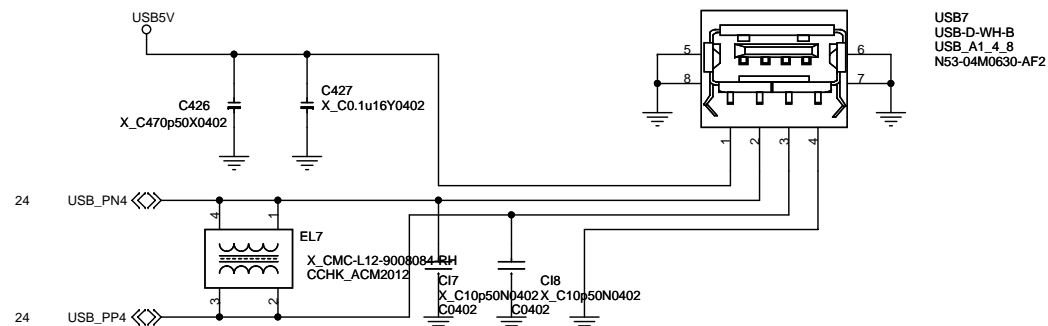 USB5V
USB7
USB-D-WH-B
USB_A1_4_8
N53-04M0630-AF2
5
6
8
7
C426
X_C470p50X0402
C427
X_C0.1u16Y0402
1
2
3
4
24 USB_PN4
4
1
EL7
X_CMC-L12-9008084-RH
CCHK_ACM2012
3
2
CI7
X_C10p50N0402
C0402
CI8
X_C10p50N0402
C0402
24 USB_PP4